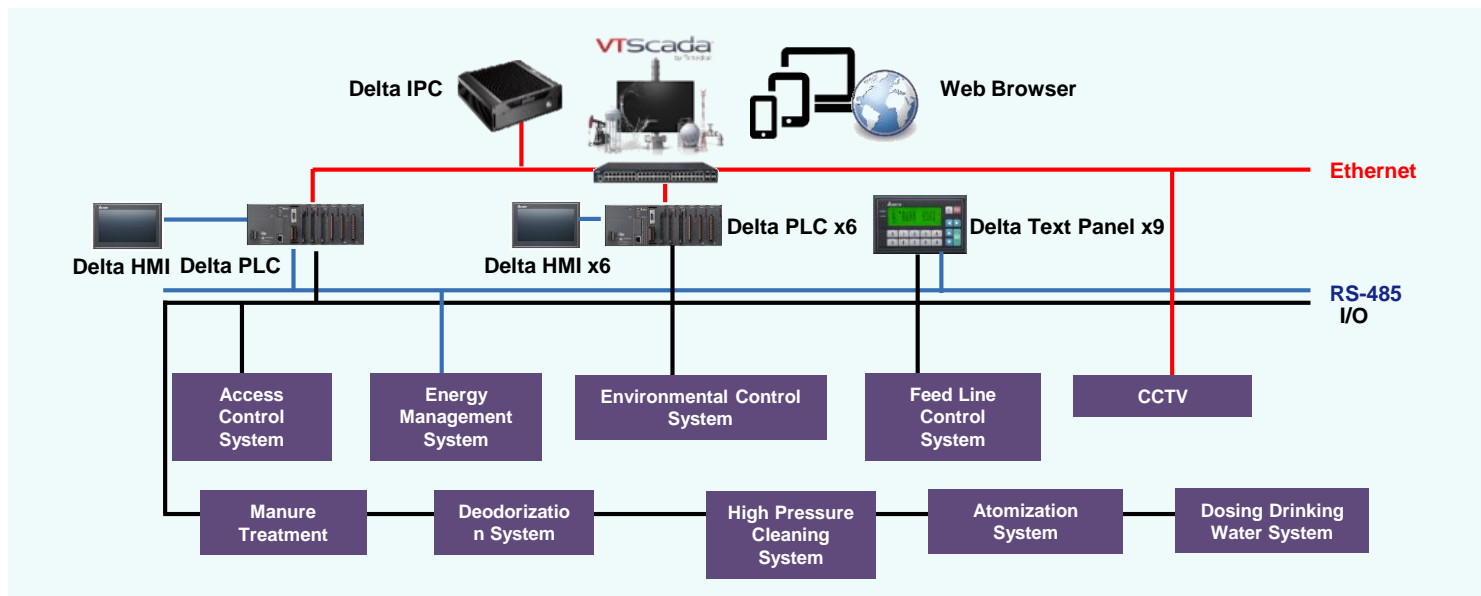 VTScada
by Trihedral
Delta IPC
Web Browser
Ethernet
Delta PLC x6
Delta Text Panel x9
Delta HMI
Delta PLC
Delta HMI x6
RS-485
I/O
Access
Control
System
Energy
Management
System
Environmental Control
System
Feed Line
Control
System
CCTV
Manure
Treatment
Deodorizatio
n System
High Pressure
Cleaning
System
Atomization
System
Dosing Drinking
Water System